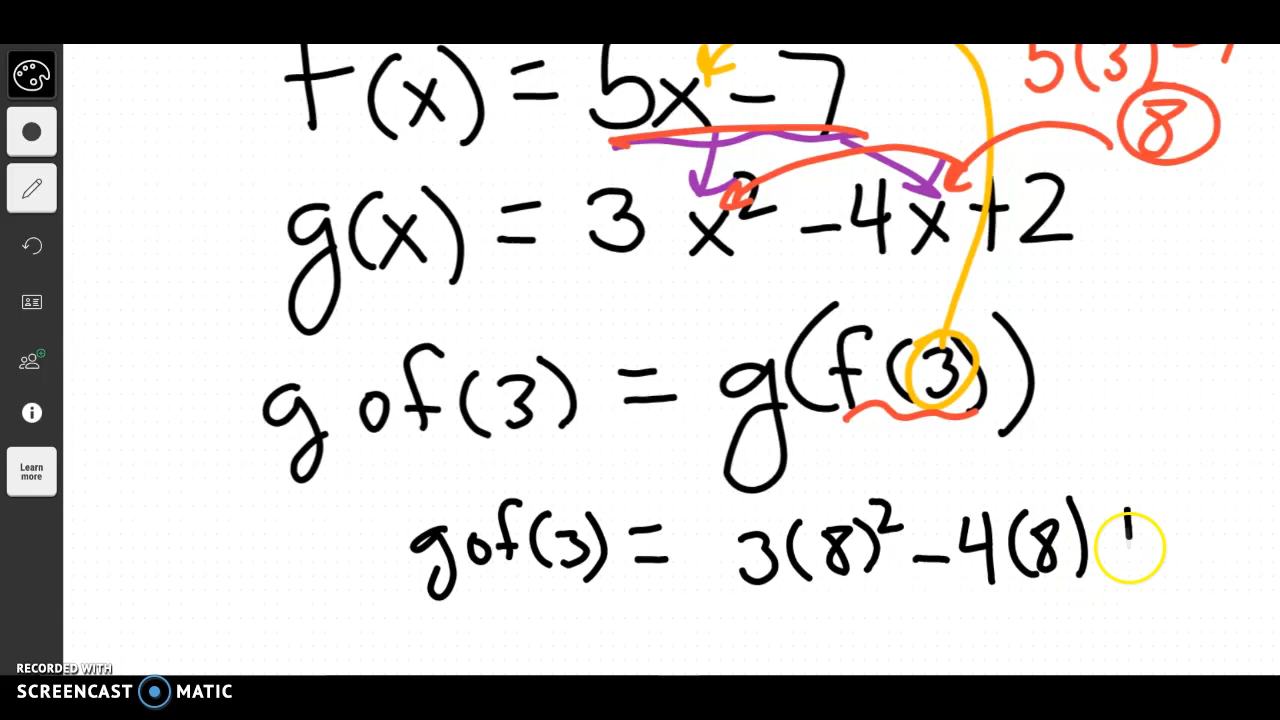 f(x) = 5x - 7
5(3) - 7
8
g(x) = 3x² - 4x + 2
g o f(3) = g(f(3))
g o f(3) = 3(8)² - 4(8)
Learn more
RECORDED WITH
SCREENCAST MATIC